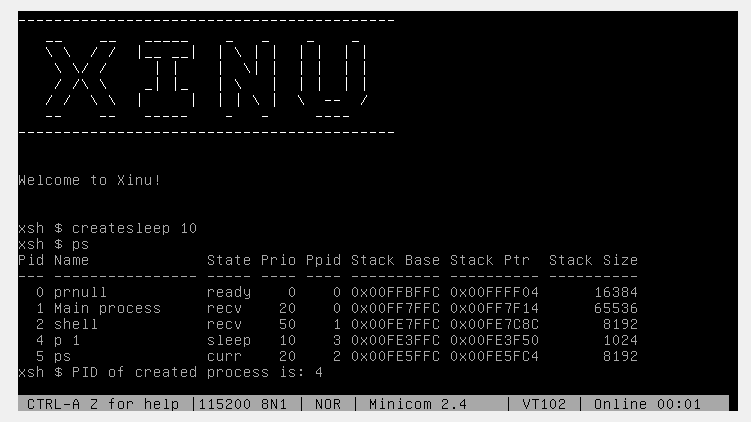 XINU
Welcome to Xinu!
xsh $ createsleep 10
xsh $ ps
Pid Name             State Prio Ppid Stack Base Stack Ptr  Stack Size
--- ---------------- ----- ---- ---- ---------- ---------- ----------
  0 prnull           ready    0    0 0x00FFBFFC 0x00FFFF04      16384
  1 Main process     recv    20    0 0x00FF7FFC 0x00FF7F14      65536
  2 shell            recv    50    1 0x00FE7FFC 0x00FE7C8C       8192
  4 p 1              sleep   10    3 0x00FE3FFC 0x00FE3F50       1024
  5 ps               curr    20    2 0x00FE5FFC 0x00FE5FC4       8192
xsh $ PID of created process is: 4
CTRL-A Z for help |115200 8N1 | NOR | Minicom 2.4    | VT102 | Online 00:01